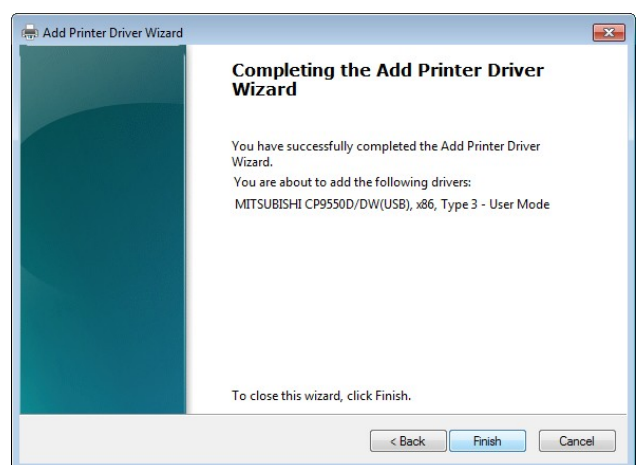 Add Printer Driver Wizard
Completing the Add Printer Driver
Wizard
You have successfully completed the Add Printer Driver
Wizard.
You are about to add the following drivers:
MITSUBISHI CP9550D/DW(USB), x86, Type 3 - User Mode
To close this wizard, click Finish.
< Back Finish Cancel